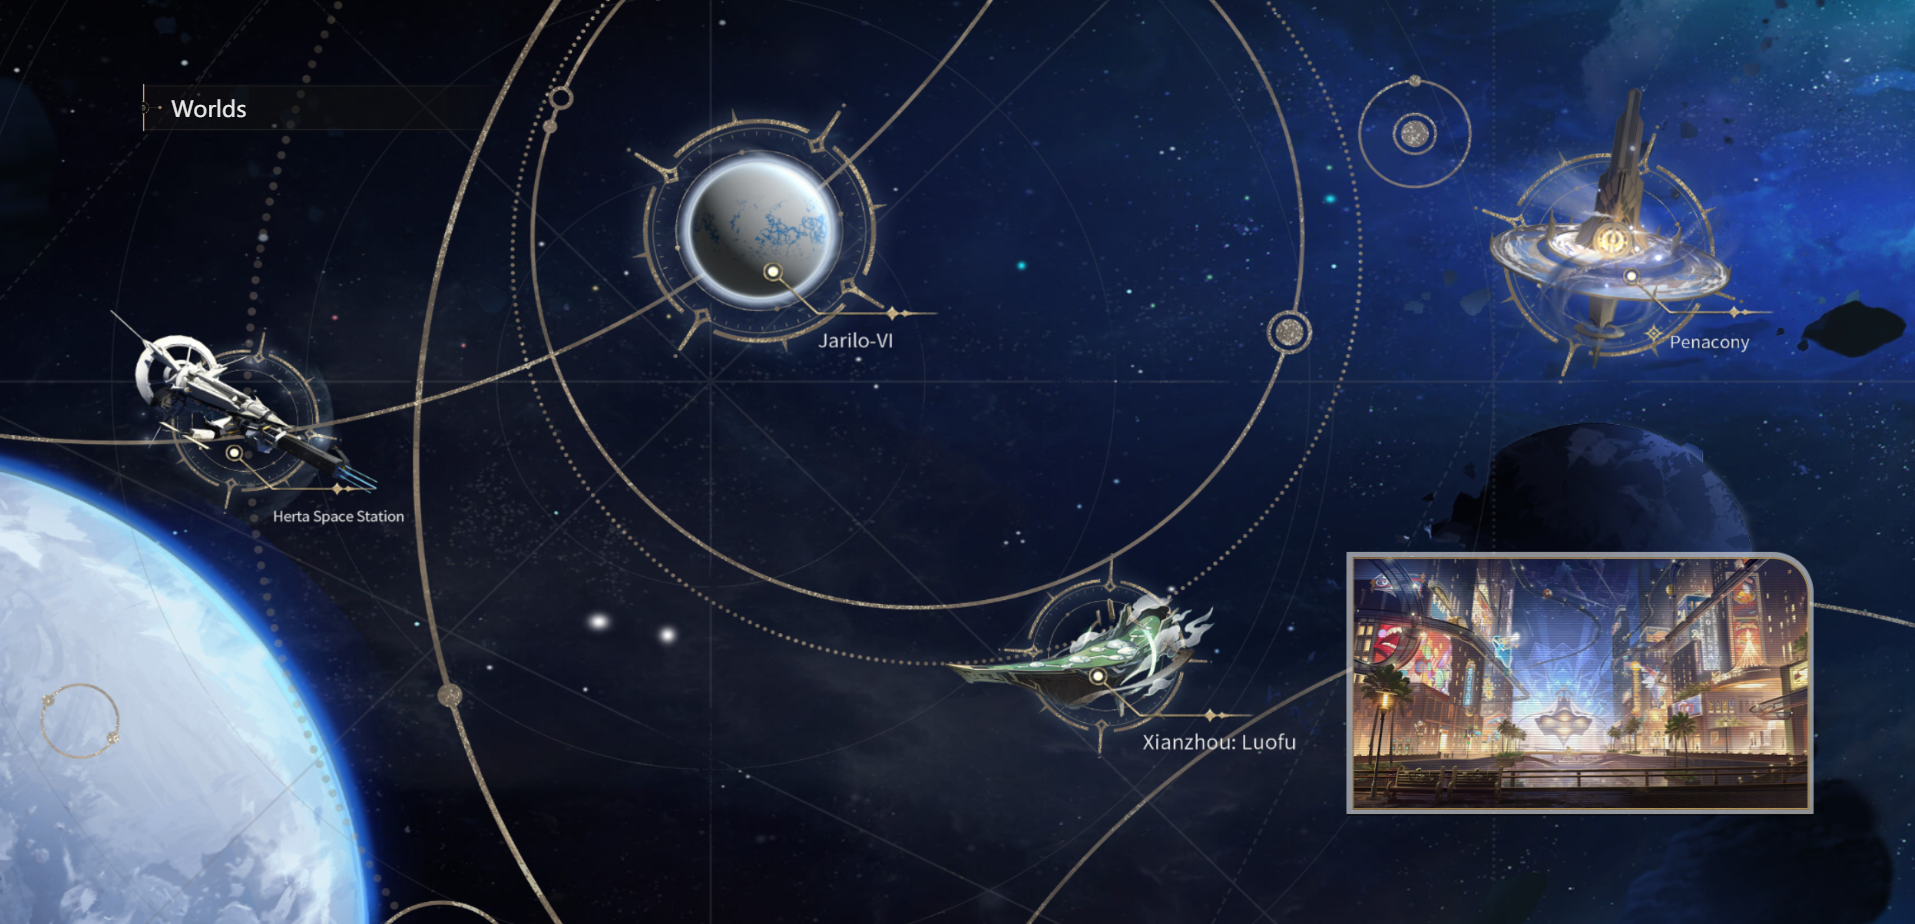 Worlds
Jarilo-VI
Penacony
Herta Space Station
Xianzhou: Luofu